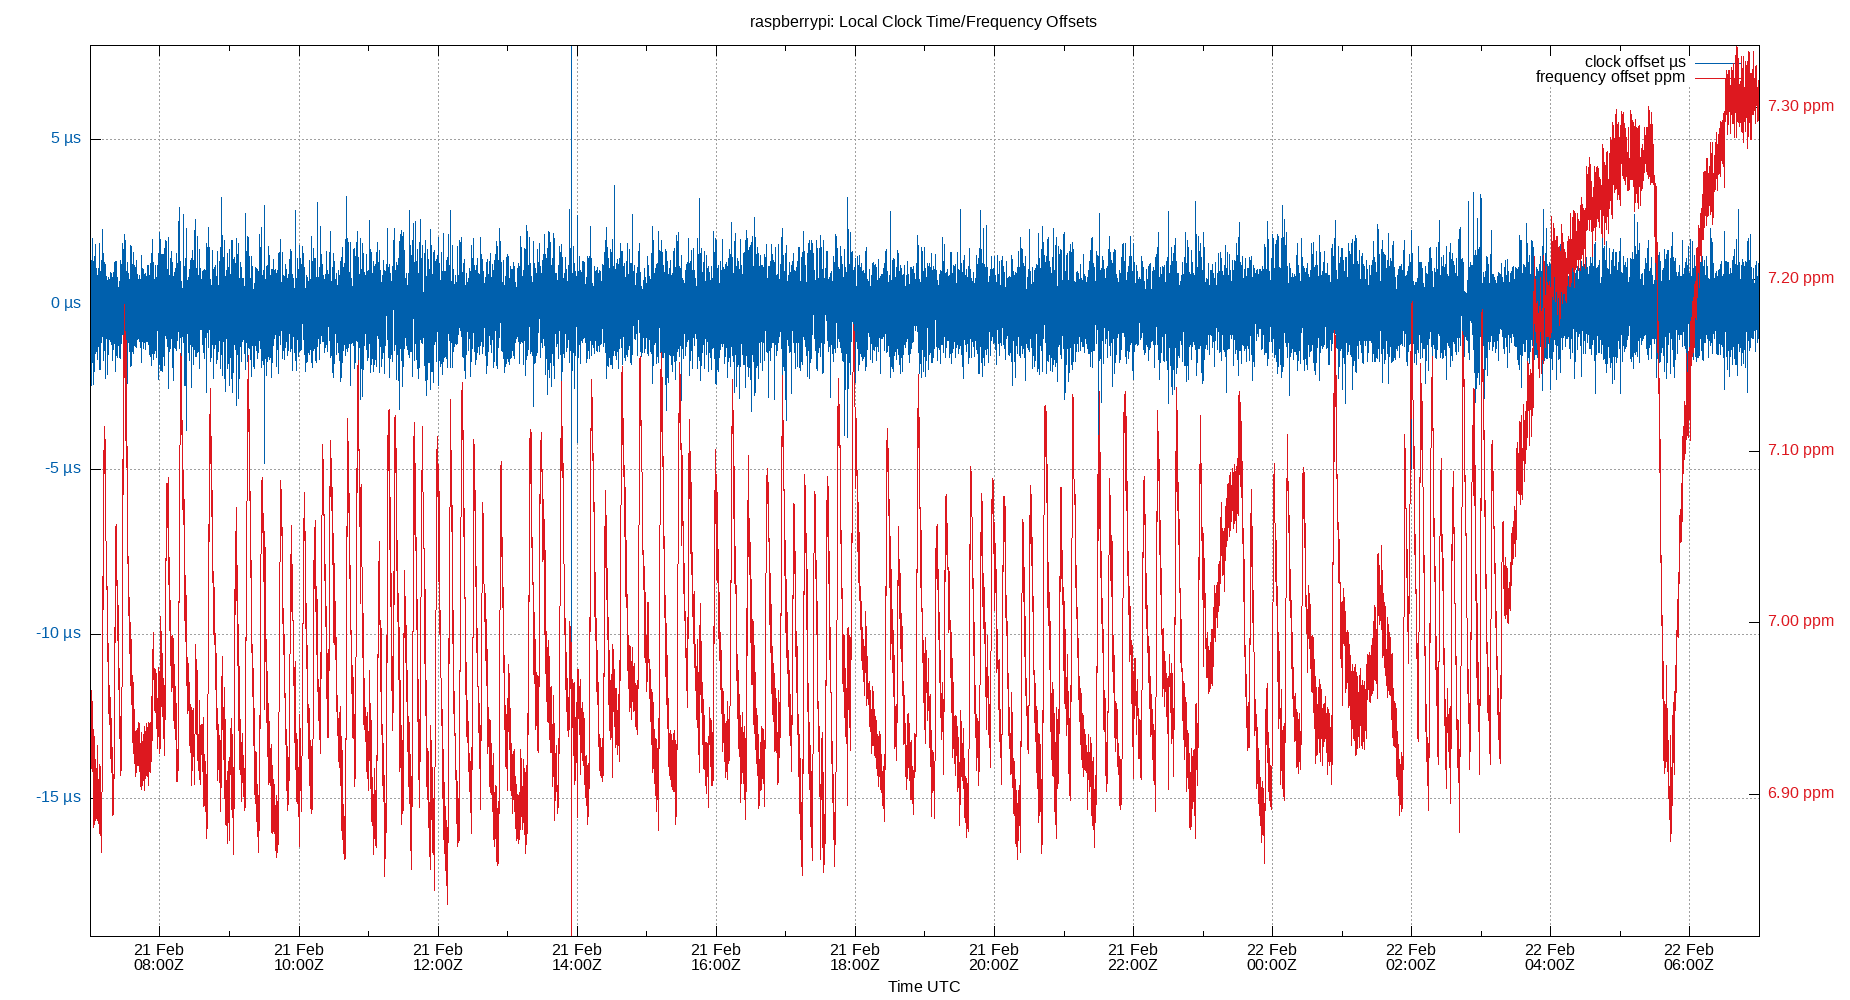 raspberrypi: Local Clock Time/Frequency Offsets
clock offset µs
frequency offset ppm
5 µs
0 µs
-5 µs
-10 µs
-15 µs
7.30 ppm
7.20 ppm
7.10 ppm
7.00 ppm
6.90 ppm
21 Feb
08:00Z
21 Feb
10:00Z
21 Feb
12:00Z
21 Feb
14:00Z
21 Feb
16:00Z
21 Feb
18:00Z
21 Feb
20:00Z
21 Feb
22:00Z
22 Feb
00:00Z
22 Feb
02:00Z
22 Feb
04:00Z
22 Feb
06:00Z
Time UTC